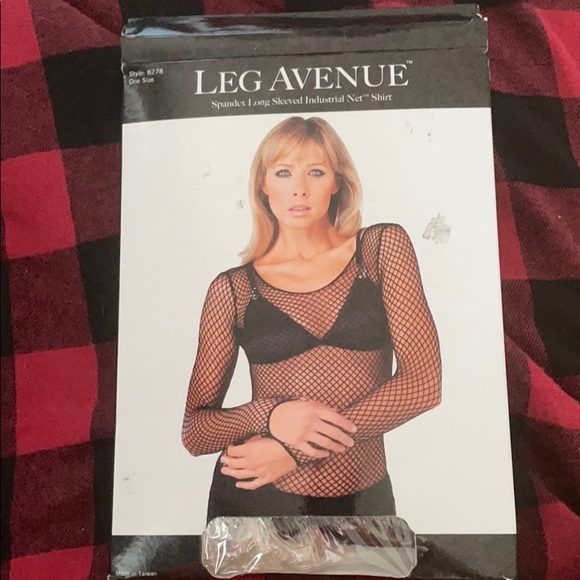 Style: 8278
One Size
LEG AVENUE™
Spandex Long Sleeved Industrial Net™ Shirt
Made in Taiwan